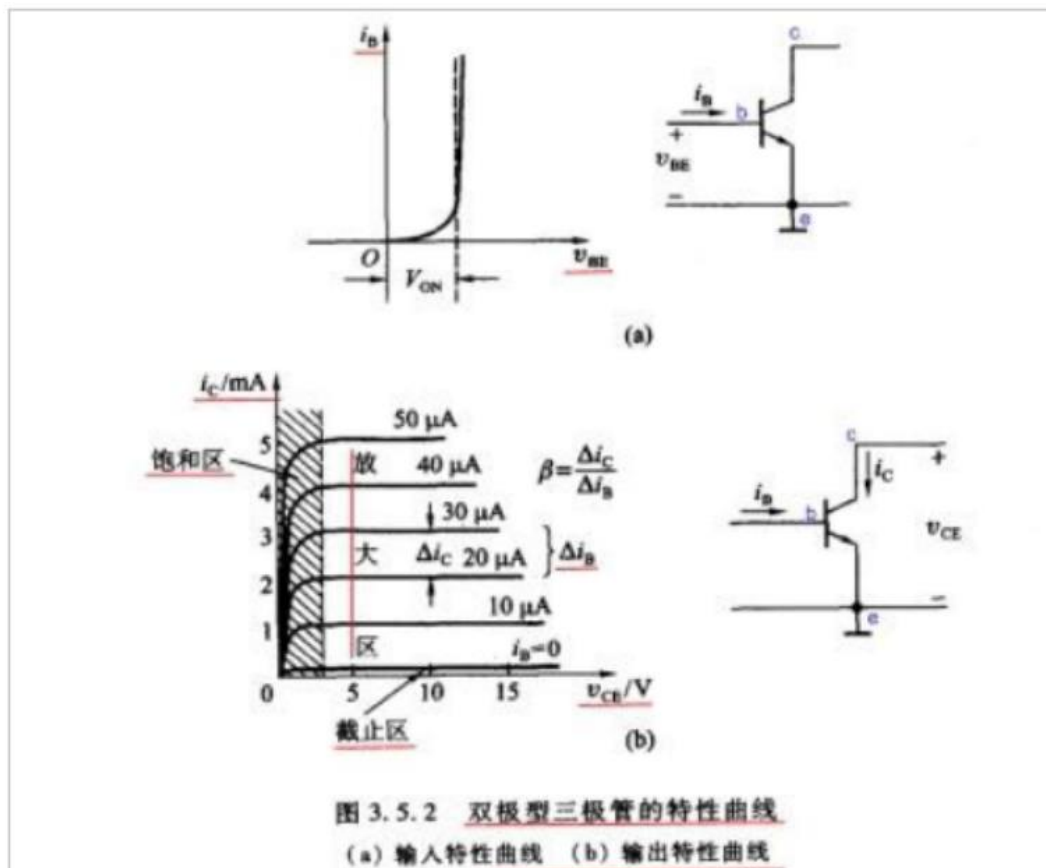 i_B
c
i_B
b
+
v_BE
−
e
O
v_BE
V_ON
(a)
i_C/mA
50 μA
5
饱和区
放
40 μA
β=Δi_C/Δi_B
c
+
i_C
4
30 μA
i_B
b
3
大
Δi_C
20 μA
}Δi_B
v_CE
2
10 μA
1
区
i_B=0
−
e
0
5
10
15
v_CE/V
截止区
(b)
图 3.5.2 双极型三极管的特性曲线
(a) 输入特性曲线 (b) 输出特性曲线